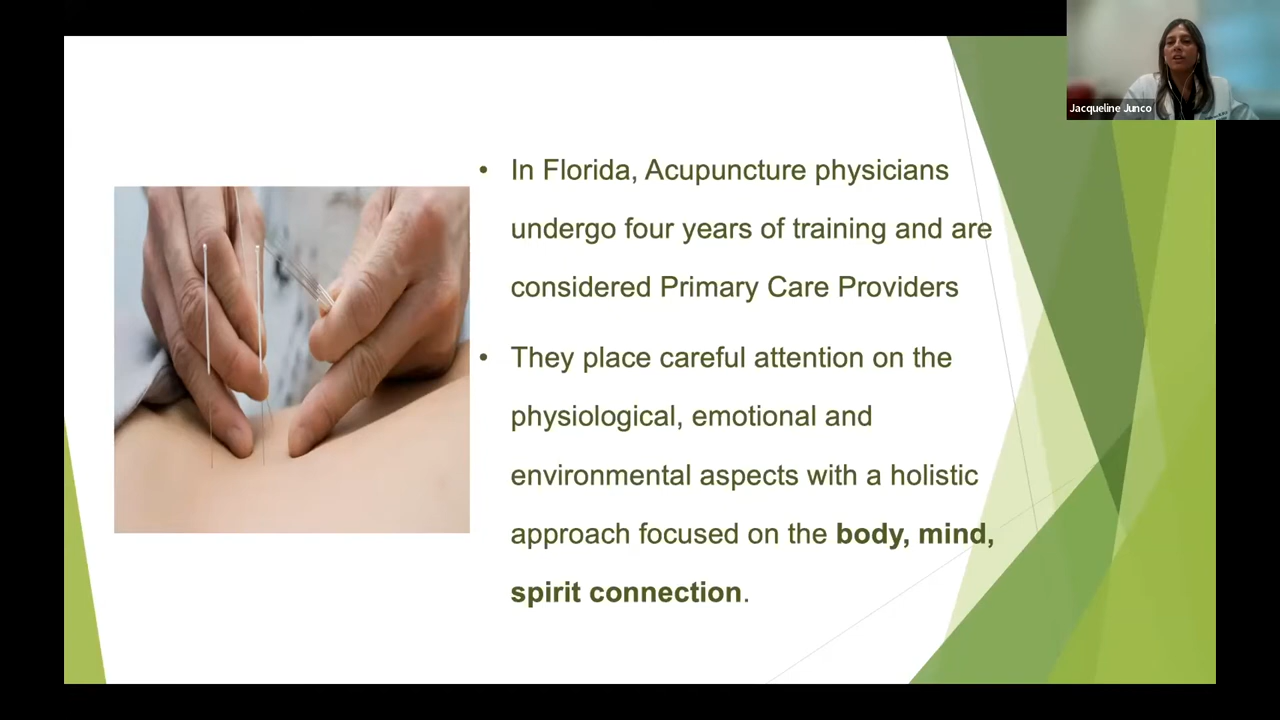 Jacqueline Junco
• In Florida, Acupuncture physicians
undergo four years of training and are
considered Primary Care Providers
• They place careful attention on the
physiological, emotional and
environmental aspects with a holistic
approach focused on the body, mind,
spirit connection.